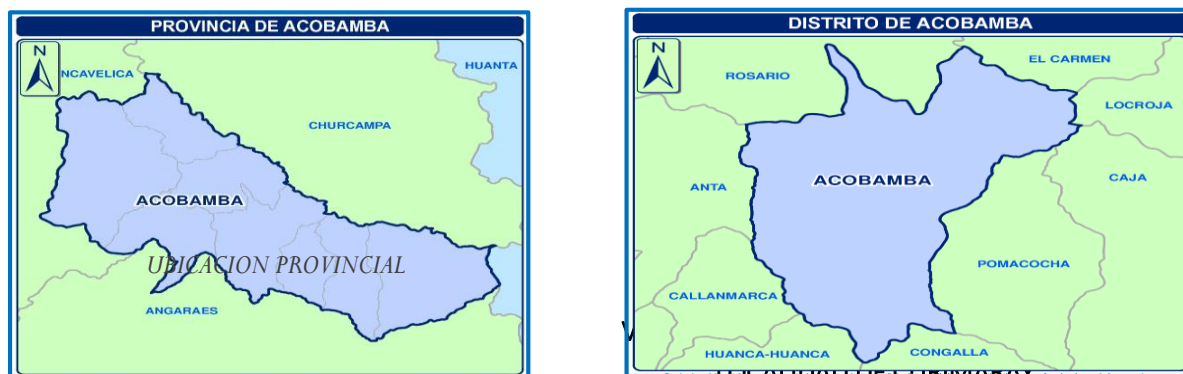 PROVINCIA DE ACOBAMBA
N
NCAVELICA
HUANTA
CHURCAMPA
ACOBAMBA
UBICACION PROVINCIAL
ANGARAES
DISTRITO DE ACOBAMBA
N
ROSARIO
EL CARMEN
LOCROJA
ANTA
ACOBAMBA
CAJA
POMACOCHA
CALLANMARCA
HUANCA-HUANCA
CONGALLA